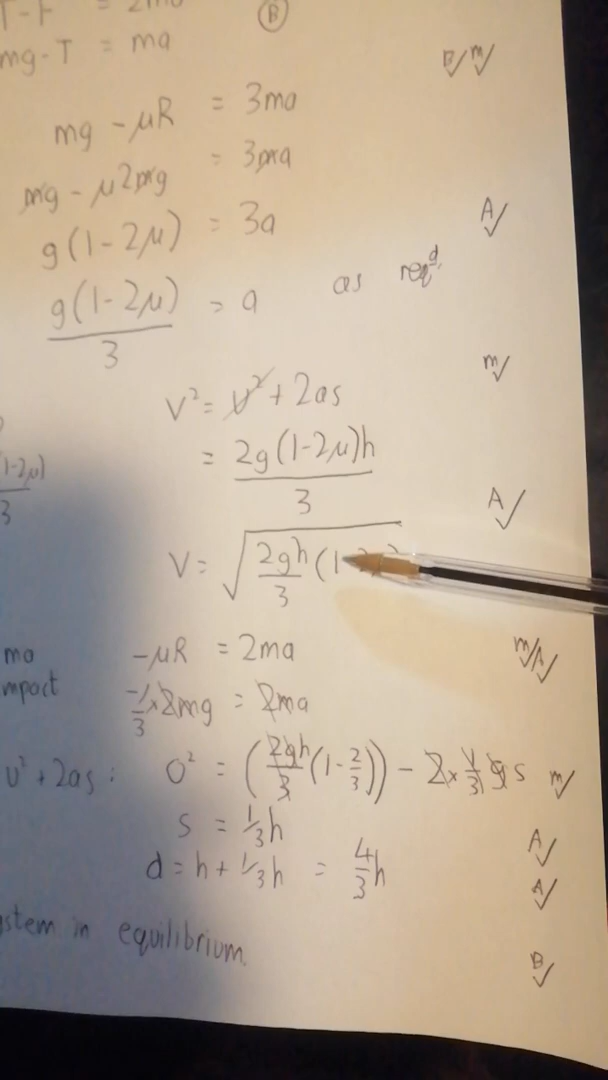 T - F = 2ma
B
mg - T = ma
B✓ m✓
mg - μR = 3ma
mg - μ2mg = 3ma
g(1 - 2μ) = 3a
A✓
g(1 - 2μ)/3 = a as reqd.
m✓
V² = U² + 2as
1-2μ)
3
= 2g(1 - 2μ)h/3
A✓
V = √(2gh/3 (1
ma -μR = 2ma
m✓A✓
mpact -1/3 × 2mg = 2ma
U² + 2as : 0² = (2gh/3 (1 - 2/3)) - 2 × 1/3 g s
m✓
s = 1/3 h
A✓
d = h + 1/3 h = 4/3 h
A✓
stem in equilibrium.
B✓